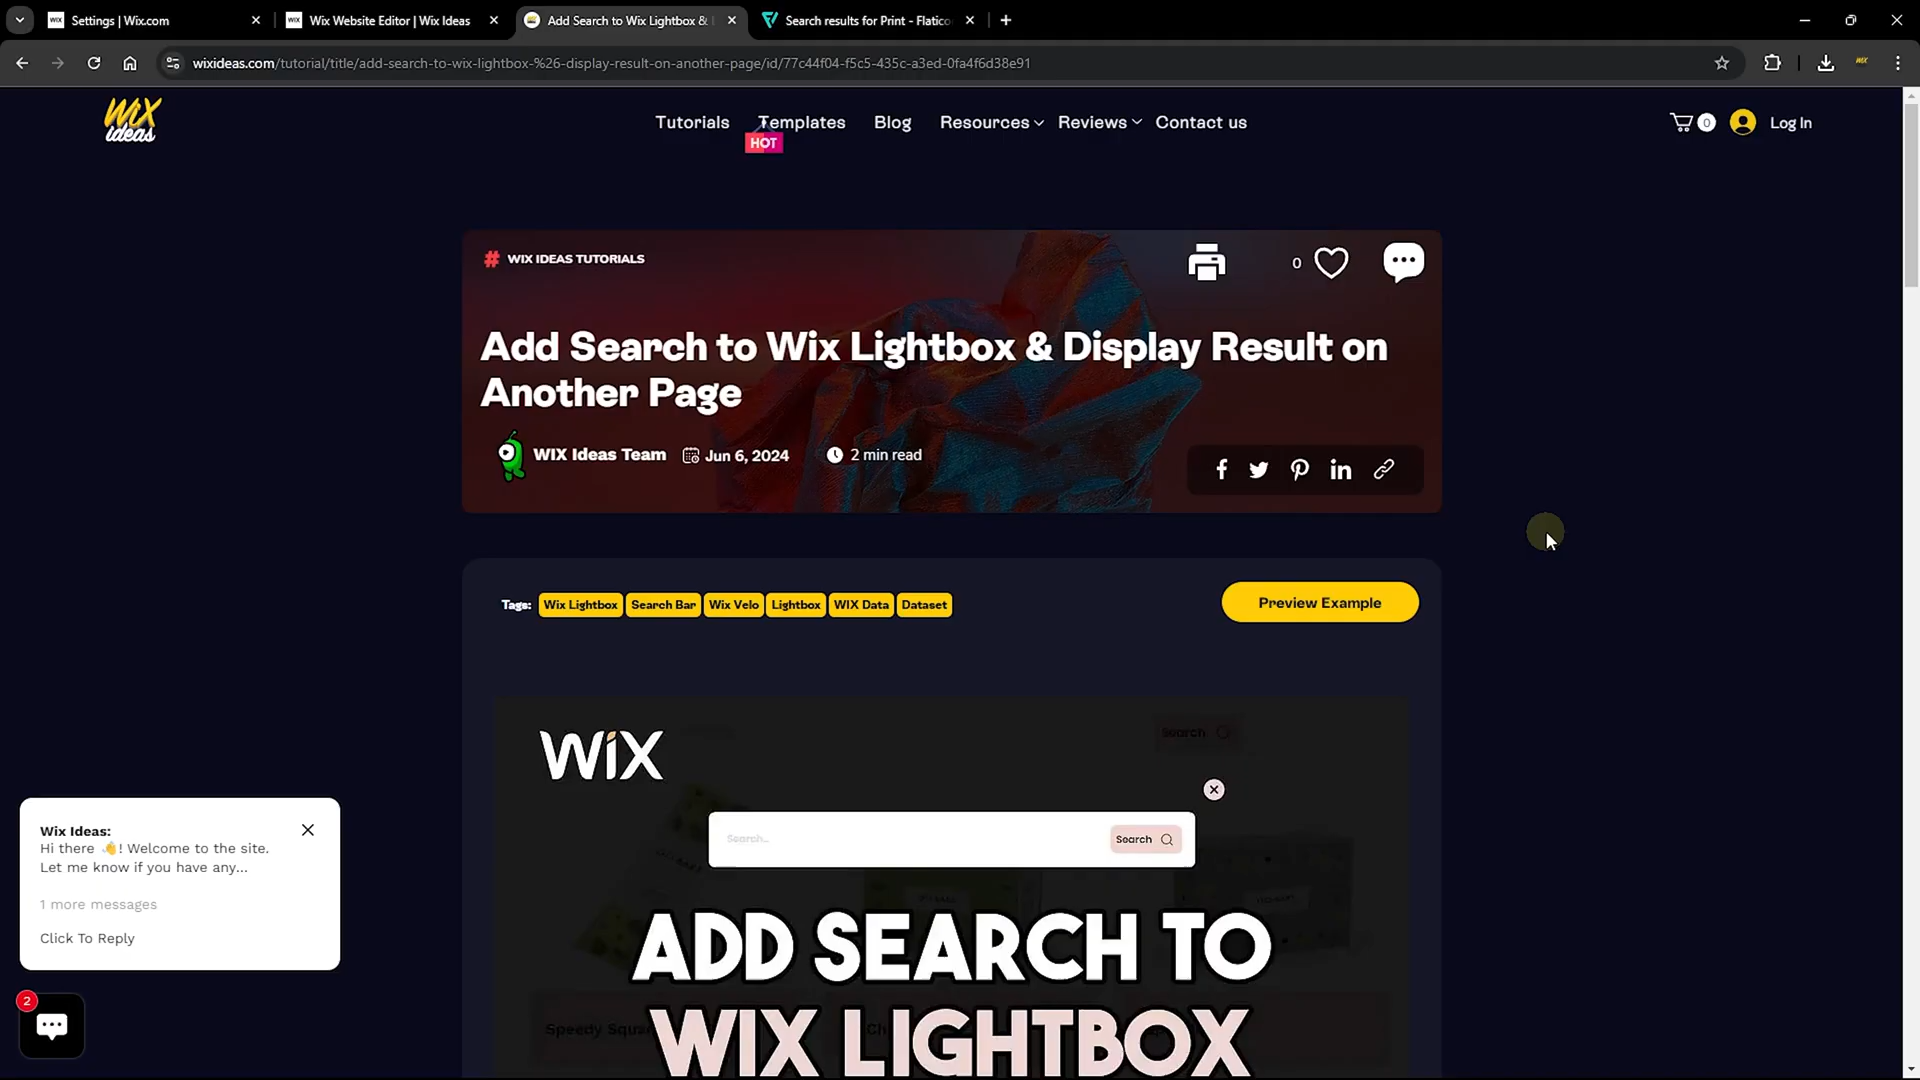 Settings | Wix.com
Wix Website Editor | Wix Ideas
Add Search to Wix Lightbox &
Search results for Print - Flatico
wixideas.com/tutorial/title/add-search-to-wix-lightbox-%26-display-result-on-another-page/id/77c44f04-f5c5-435c-a3ed-0fa4f6d38e91
WiX
ideas
Tutorials
Templates
HOT
Blog
Resources
Reviews
Contact us
0
Log In
# WIX IDEAS TUTORIALS
0
Add Search to Wix Lightbox & Display Result on
Another Page
WIX Ideas Team
Jun 6, 2024
2 min read
Tags:
Wix Lightbox
Search Bar
Wix Velo
Lightbox
WIX Data
Dataset
Preview Example
WiX
Search
Search...
Search
ADD SEARCH TO
WIX LIGHTBOX
Wix Ideas:
Hi there 👋! Welcome to the site.
Let me know if you have any...
1 more messages
Click To Reply
2